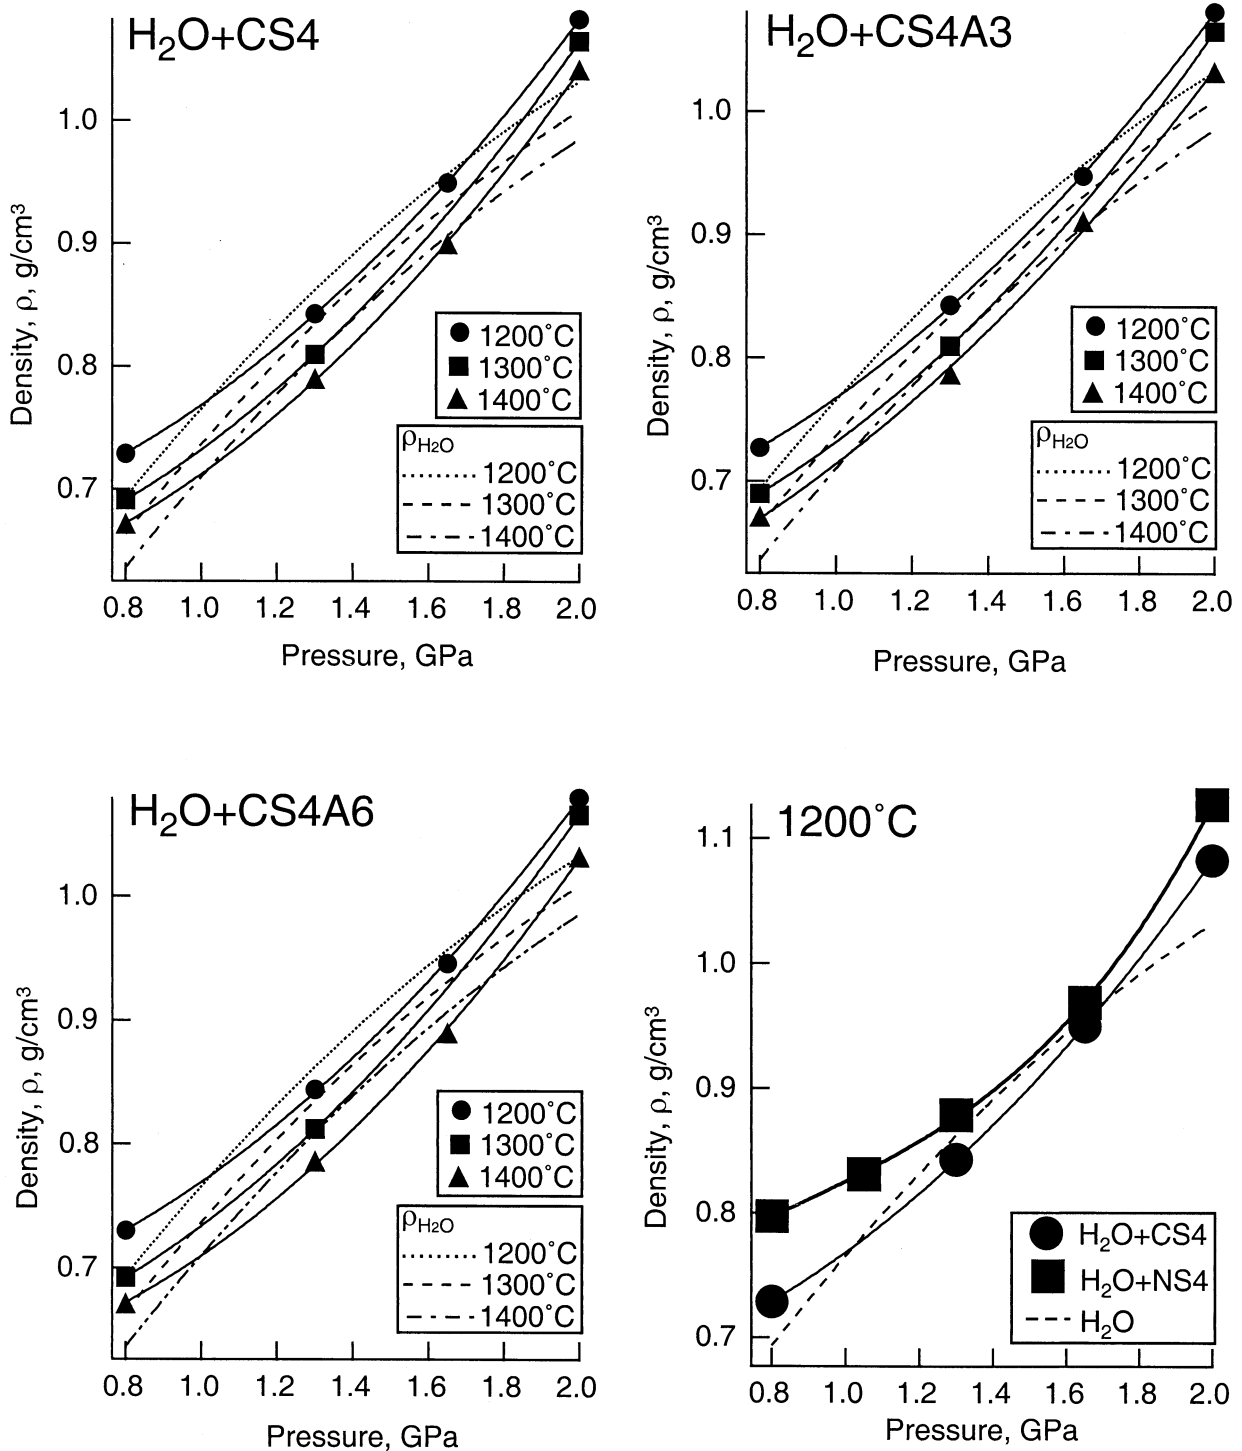 H₂O+CS4
1.0
0.9
0.8
0.7
Density, ρ, g/cm³
1200°C
1300°C
1400°C
ρH₂O
1200°C
1300°C
1400°C
0.8 1.0 1.2 1.4 1.6 1.8 2.0
Pressure, GPa
H₂O+CS4A3
1.0
0.9
0.8
0.7
Density, ρ, g/cm³
1200°C
1300°C
1400°C
ρH₂O
1200°C
1300°C
1400°C
0.8 1.0 1.2 1.4 1.6 1.8 2.0
Pressure, GPa
H₂O+CS4A6
1.0
0.9
0.8
0.7
Density, ρ, g/cm³
1200°C
1300°C
1400°C
ρH₂O
1200°C
1300°C
1400°C
0.8 1.0 1.2 1.4 1.6 1.8 2.0
Pressure, GPa
1200°C
1.1
1.0
0.9
0.8
0.7
Density, ρ, g/cm³
H₂O+CS4
H₂O+NS4
H₂O
0.8 1.0 1.2 1.4 1.6 1.8 2.0
Pressure, GPa